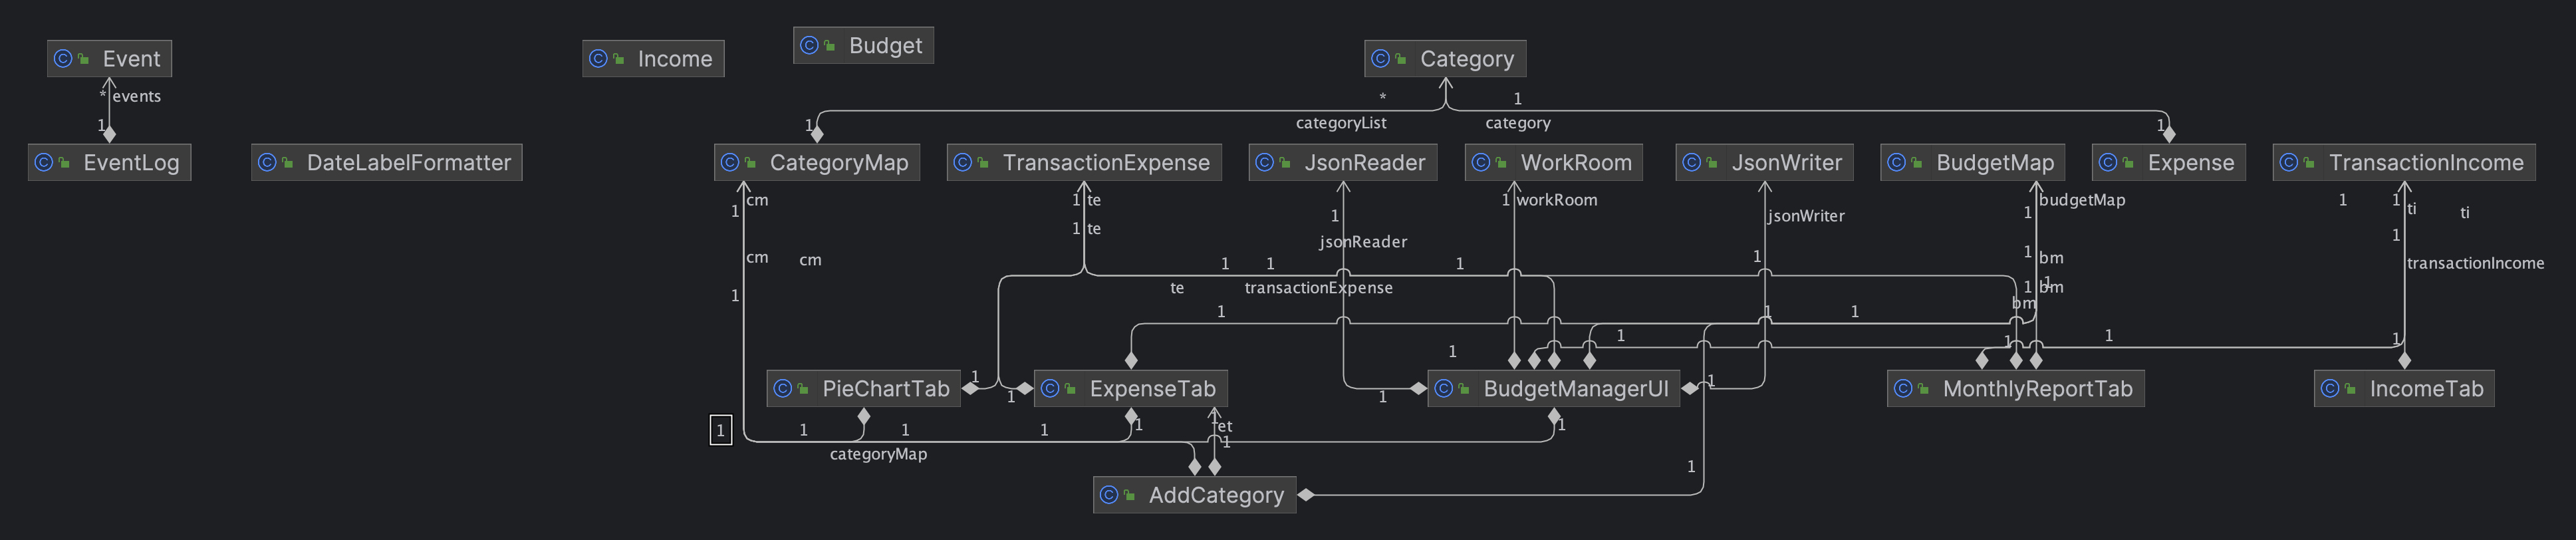 Event
Income
Budget
Category
* events
1
*
1
categoryList
category
1
1
EventLog
DateLabelFormatter
CategoryMap
TransactionExpense
JsonReader
WorkRoom
JsonWriter
BudgetMap
Expense
TransactionIncome
cm
1
1 te
1 te
1
jsonReader
1 workRoom
jsonWriter
1
budgetMap
1
1
bm
1 bm
1
bm
1
1
ti
ti
1
transactionIncome
cm
cm
1
1
1
1
te
transactionExpense
1
1
1
1
1
1
1
1
1
PieChartTab
1
1
ExpenseTab
1
BudgetManagerUI
1
MonthlyReportTab
IncomeTab
1
1
1
1
1
1
et
1
1
categoryMap
1
AddCategory